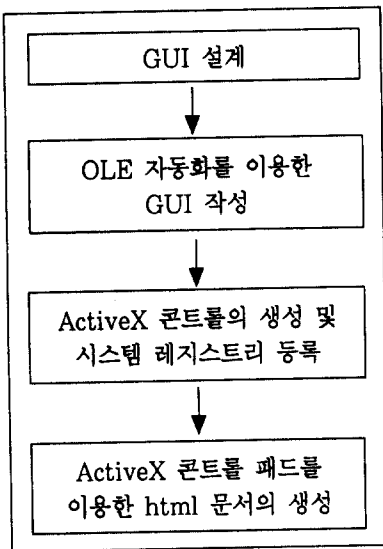 GUI 설계
OLE 자동화를 이용한
GUI 작성
ActiveX 콘트롤의 생성 및
시스템 레지스트리 등록
ActiveX 콘트롤 패드를
이용한 html 문서의 생성